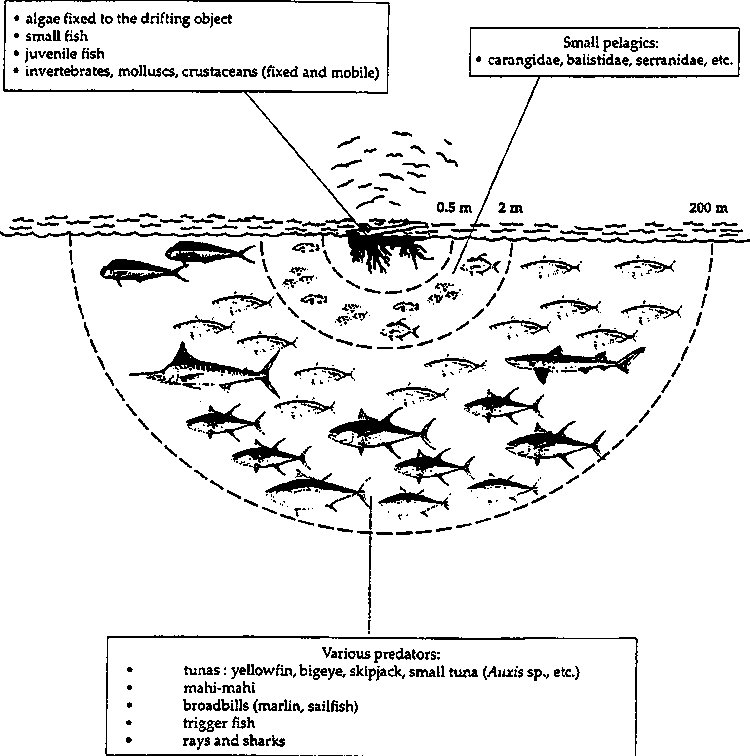 • algae fixed to the drifting object
• small fish
• juvenile fish
• invertebrates, molluscs, crustaceans (fixed and mobile)
Small pelagics:
• carangidae, balistidae, serranidae, etc.
0.5 m 2 m 200 m
Various predators:
• tunas : yellowfin, bigeye, skipjack, small tuna (Auxis sp., etc.)
• mahi-mahi
• broadbills (marlin, sailfish)
• trigger fish
• rays and sharks